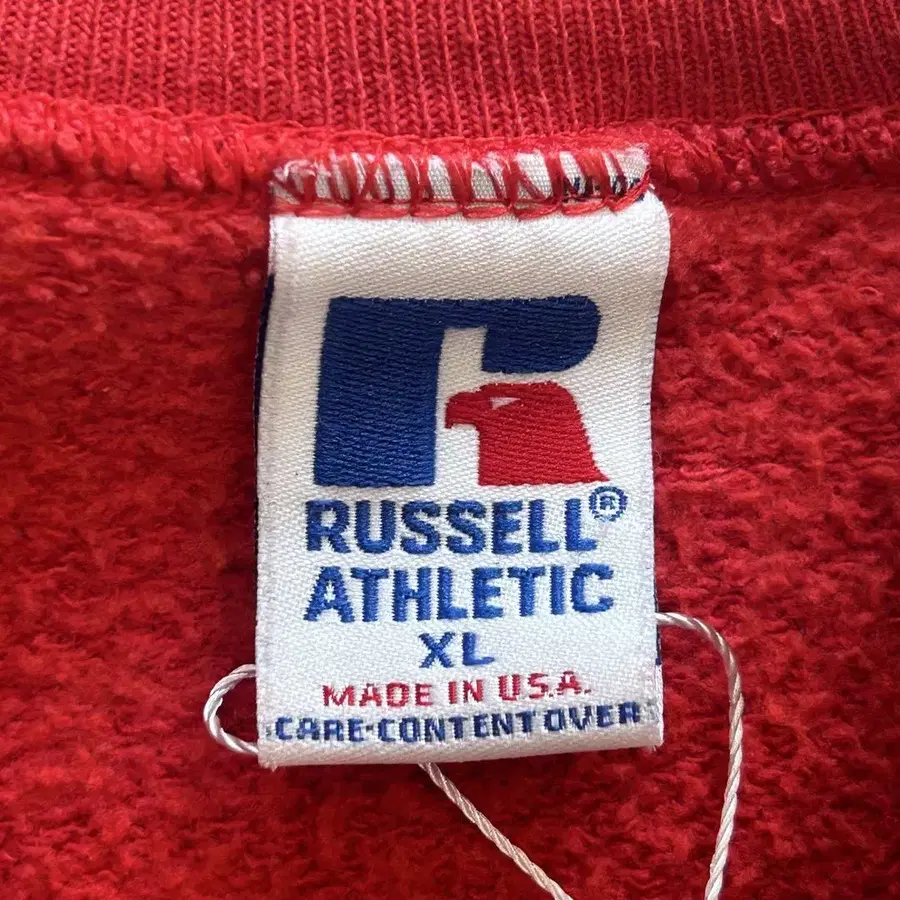 RUSSELL®
ATHLETIC
XL
MADE IN U.S.A.
CARE-CONTENT OVER